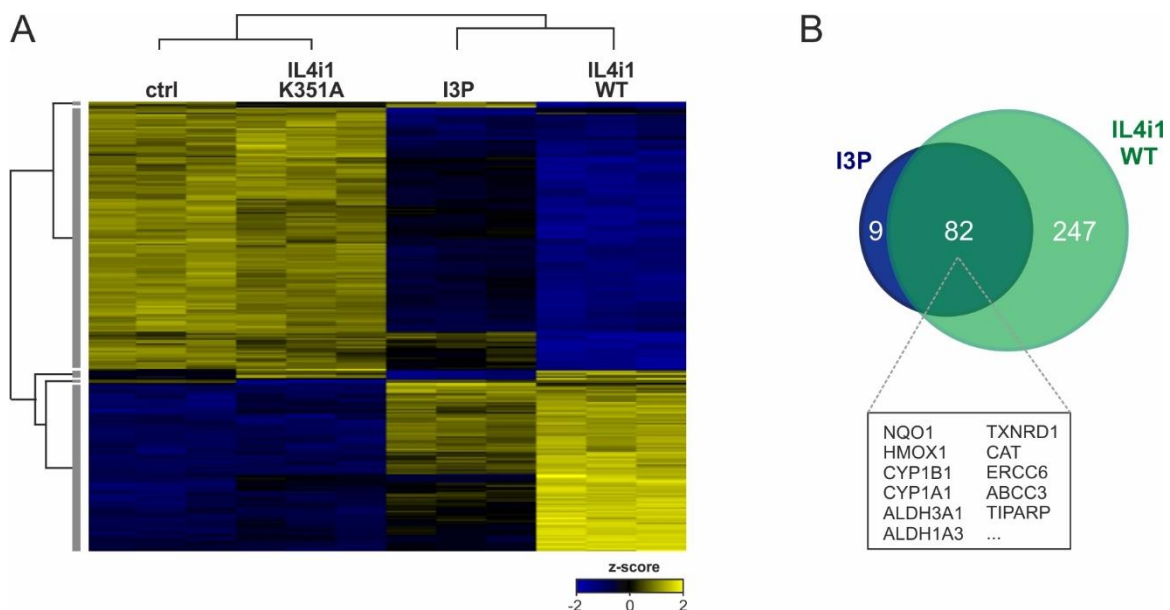 A
ctrl
IL4i1
K351A
I3P
IL4i1
WT
z-score
-2 0 2
B
I3P
IL4i1
WT
9 82 247
NQO1 TXNRD1
HMOX1 CAT
CYP1B1 ERCC6
CYP1A1 ABCC3
ALDH3A1 TIPARP
ALDH1A3 ...